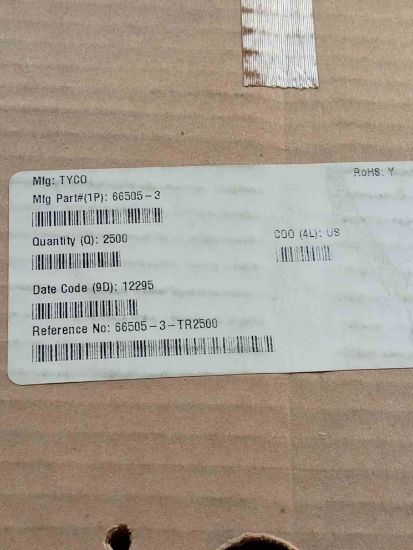 Mfg: TYCO
RoHS: Y
Mfg Part#(1P): 66505-3
Quantity (Q): 2500
COO (4L): US
Date Code (9D): 12295
Reference No: 66505-3-TR2500